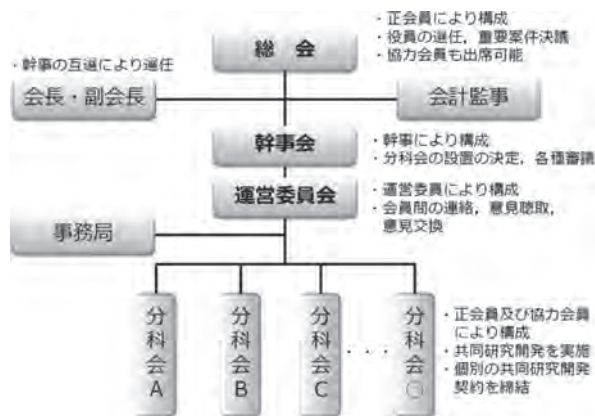 ・正会員により構成
・役員の選任，重要案件決議
・協力会員も出席可能
総　会
・幹事の互選により選任
会長・副会長
会計監事
幹事会
・幹事により構成
・分科会の設置の決定，各種審議
運営委員会
・運営委員により構成
・会員間の連絡，意見聴取，
意見交換
事務局
分科会A
分科会B
分科会C
・・・
分科会○
・正会員及び協力会員
により構成
・共同研究開発を実施
・個別の共同研究開発
契約を締結